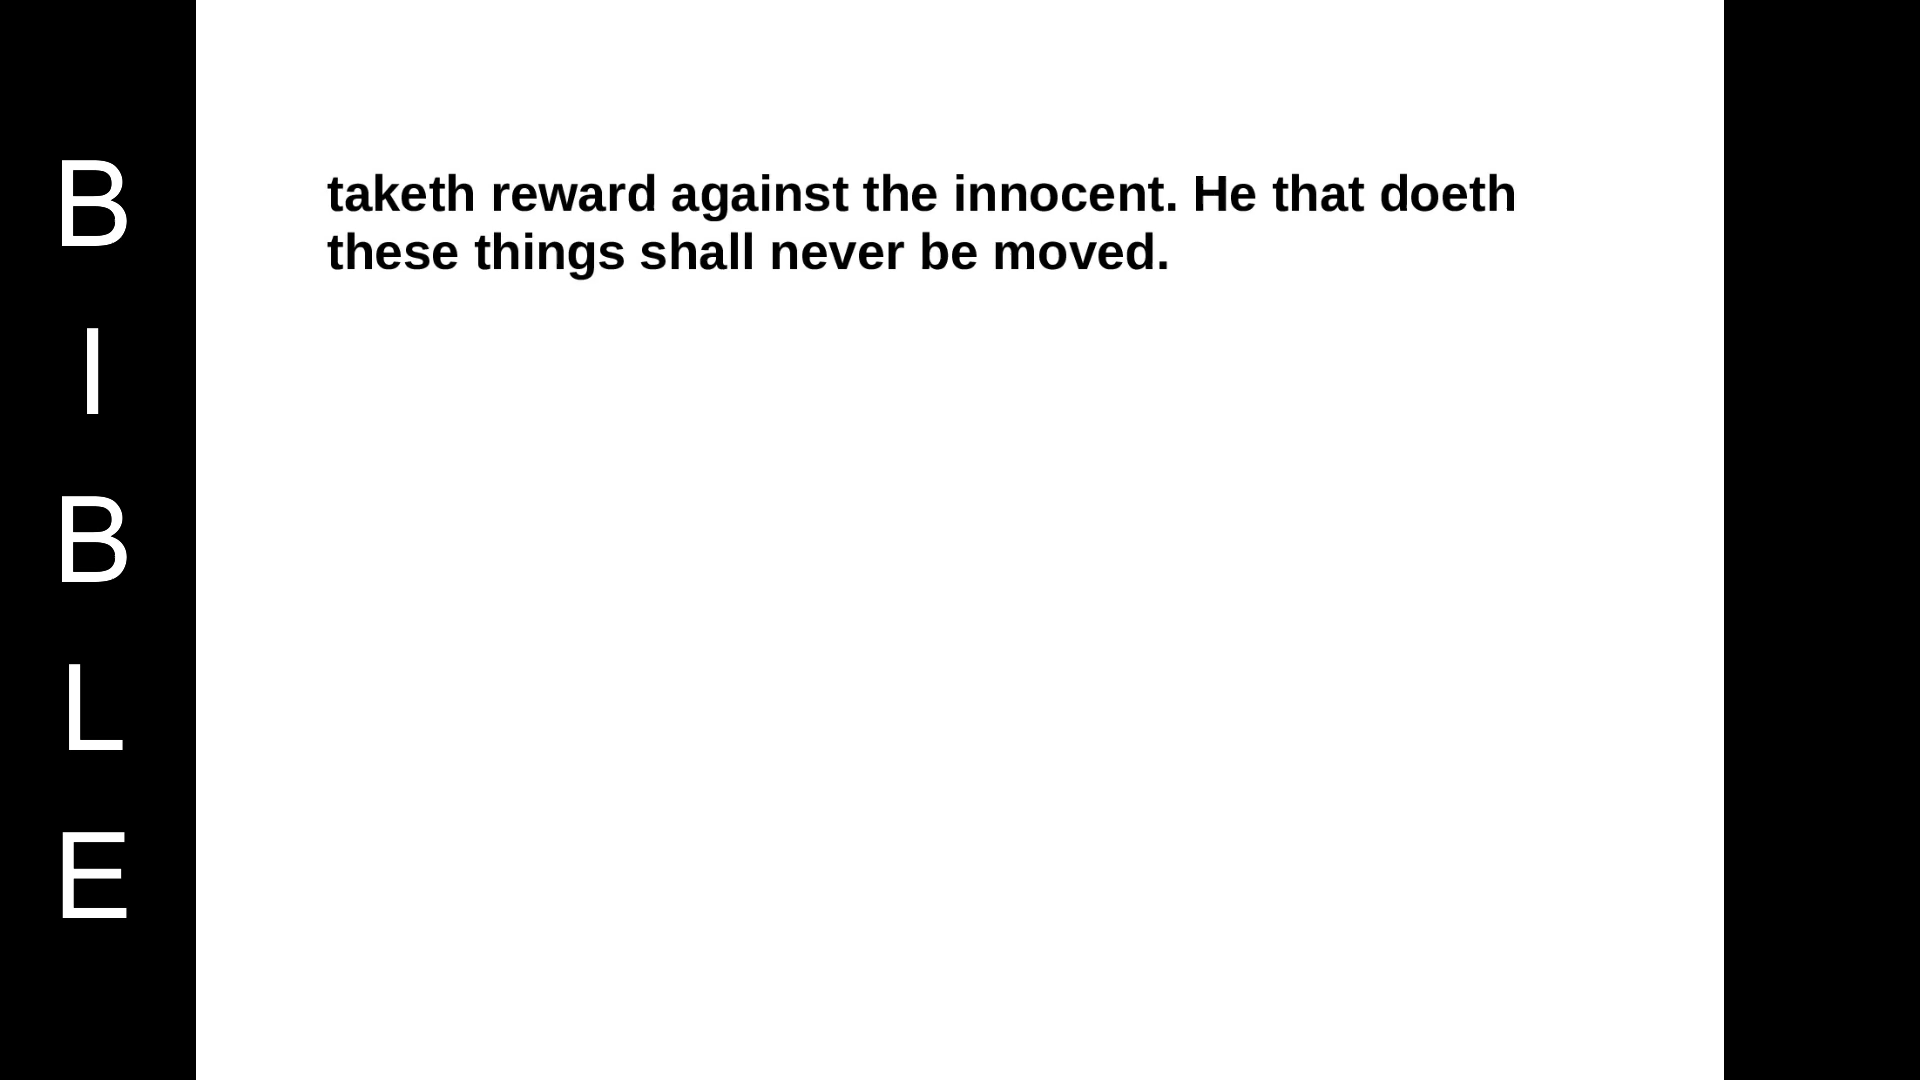 B
I
B
L
E
taketh reward against the innocent. He that doeth
these things shall never be moved.